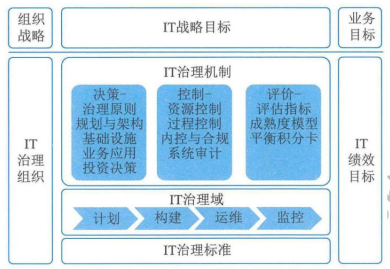 组织
战略
IT战略目标
业务
目标
IT
治理
组织
IT治理机制
决策-
治理原则
规划与架构
基础设施
业务应用
投资决策
控制-
资源控制
过程控制
内控与合规
系统审计
评价-
评估指标
成熟度模型
平衡积分卡
IT
绩效
目标
IT治理域
计划
构建
运维
监控
IT治理标准